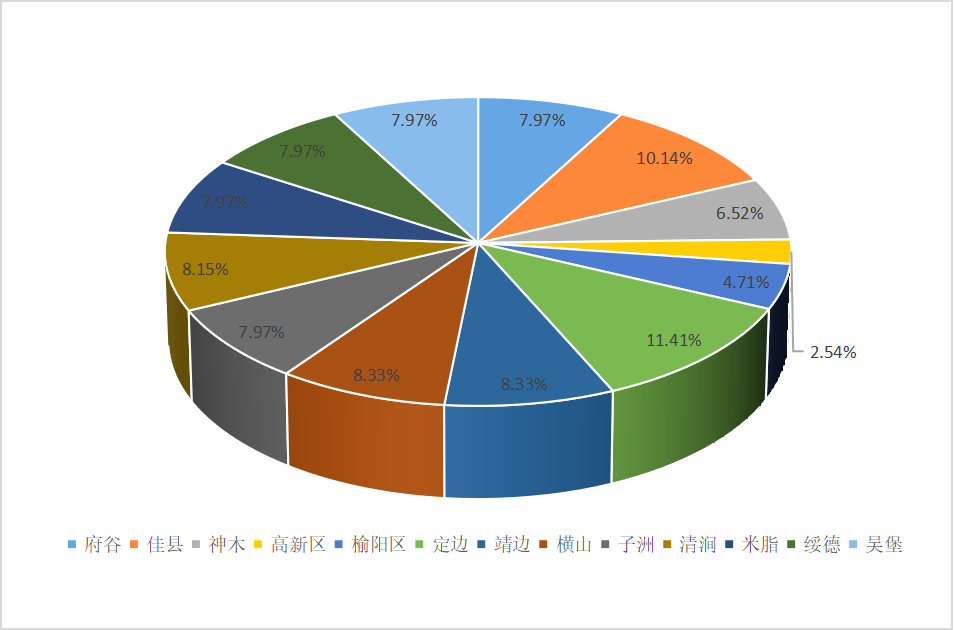 7.97% 7.97%
7.97% 10.14%
7.97% 6.52%
8.15% 4.71%
7.97% 11.41% 2.54%
8.33% 8.33%
府谷 佳县 神木 高新区 榆阳区 定边 靖边 横山 子洲 清涧 米脂 绥德 吴堡